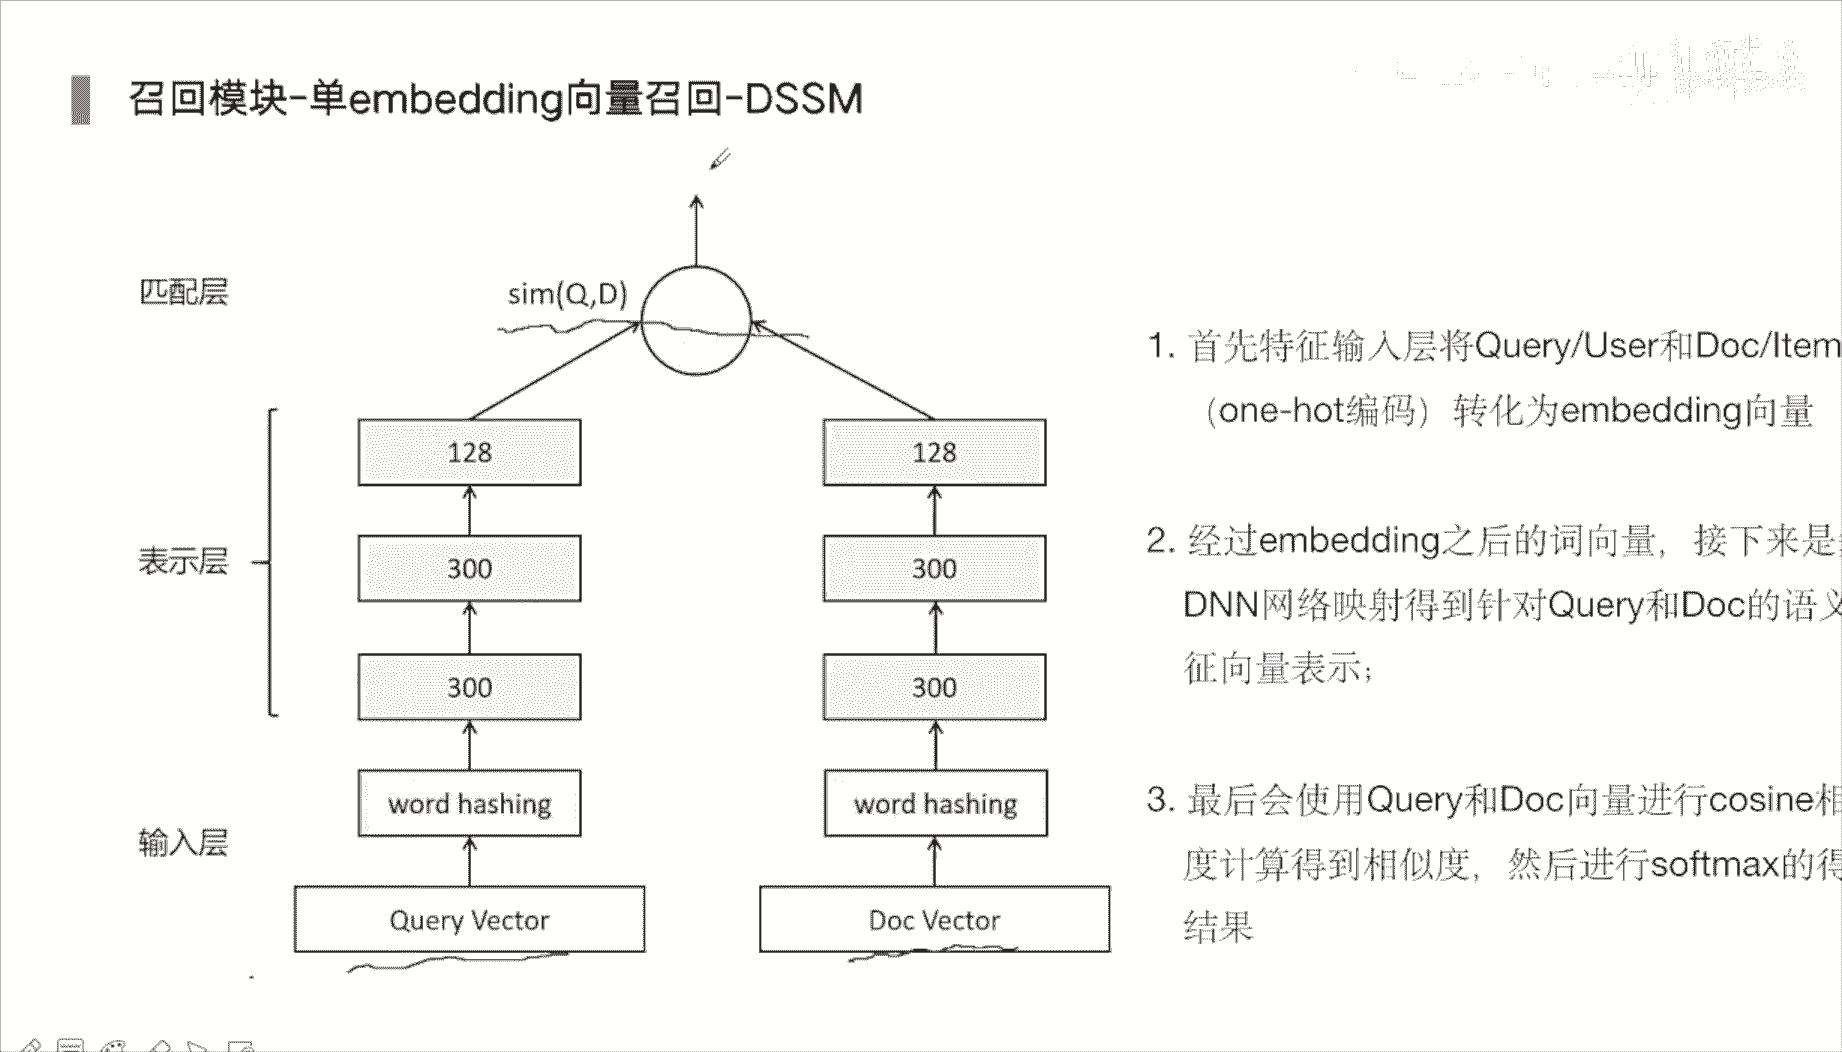 召回模块-单embedding向量召回-DSSM
匹配层
sim(Q,D)
128
128
表示层
300
300
300
300
word hashing
word hashing
输入层
Query Vector
Doc Vector
1. 首先特征输入层将Query/User和Doc/Item
（one-hot编码）转化为embedding向量
2. 经过embedding之后的词向量，接下来是
DNN网络映射得到针对Query和Doc的语义
征向量表示；
3. 最后会使用Query和Doc向量进行cosine相
度计算得到相似度，然后进行softmax的得
结果